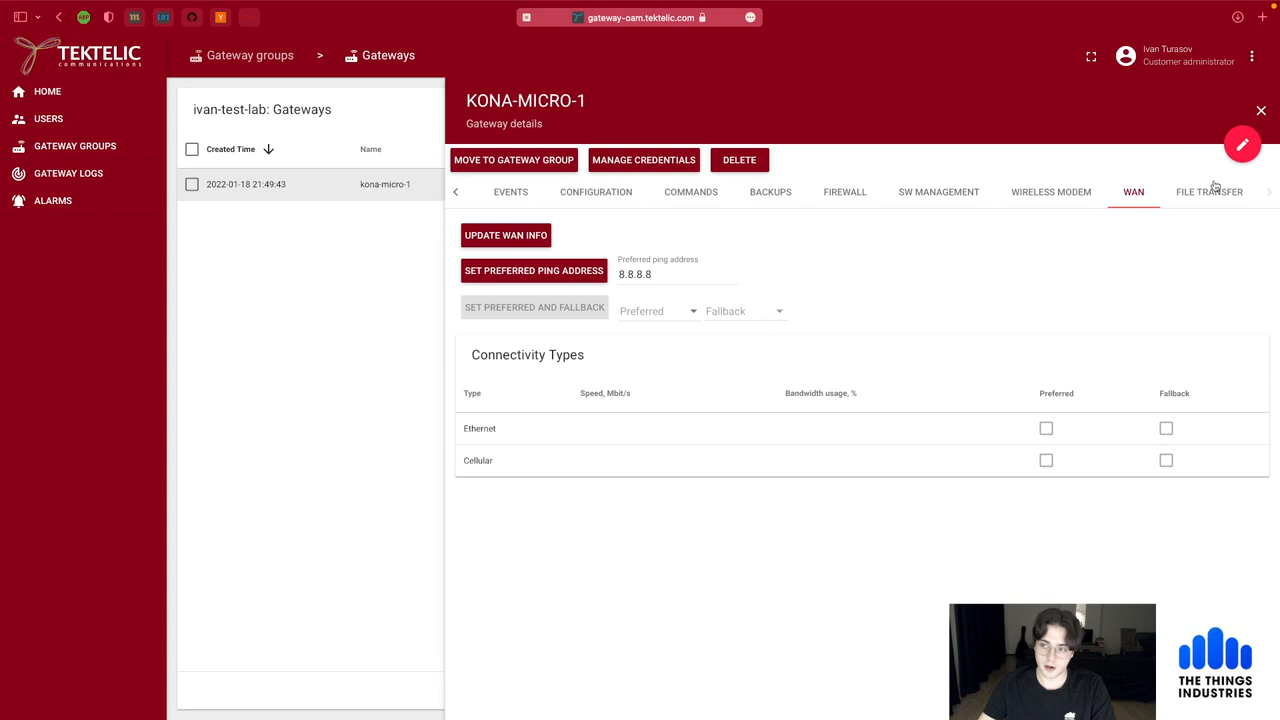 gateway-oam.tektelic.com
TEKTELIC
communications
Gateway groups > Gateways
Ivan Turasov
Customer administrator
HOME
USERS
GATEWAY GROUPS
GATEWAY LOGS
ALARMS
ivan-test-lab: Gateways
Created Time Name
2022-01-18 21:49:43 kona-micro-1
KONA-MICRO-1
Gateway details
MOVE TO GATEWAY GROUP MANAGE CREDENTIALS DELETE
EVENTS CONFIGURATION COMMANDS BACKUPS FIREWALL SW MANAGEMENT WIRELESS MODEM WAN FILE TRANSFER
UPDATE WAN INFO
SET PREFERRED PING ADDRESS
Preferred ping address
8.8.8.8
SET PREFERRED AND FALLBACK Preferred Fallback
Connectivity Types
Type Speed, Mbit/s Bandwidth usage, % Preferred Fallback
Ethernet
Cellular
THE THINGS
INDUSTRIES